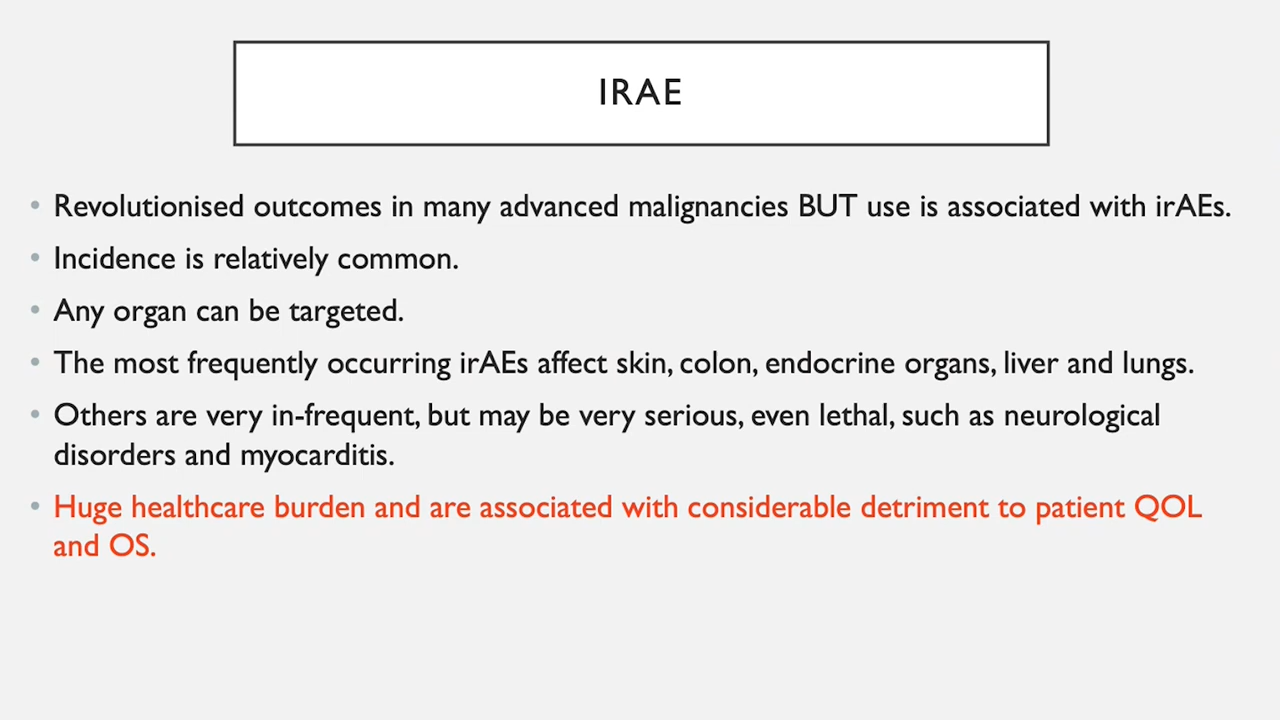 IRAE
• Revolutionised outcomes in many advanced malignancies BUT use is associated with irAEs.
• Incidence is relatively common.
• Any organ can be targeted.
• The most frequently occurring irAEs affect skin, colon, endocrine organs, liver and lungs.
• Others are very in-frequent, but may be very serious, even lethal, such as neurological
disorders and myocarditis.
• Huge healthcare burden and are associated with considerable detriment to patient QOL
and OS.